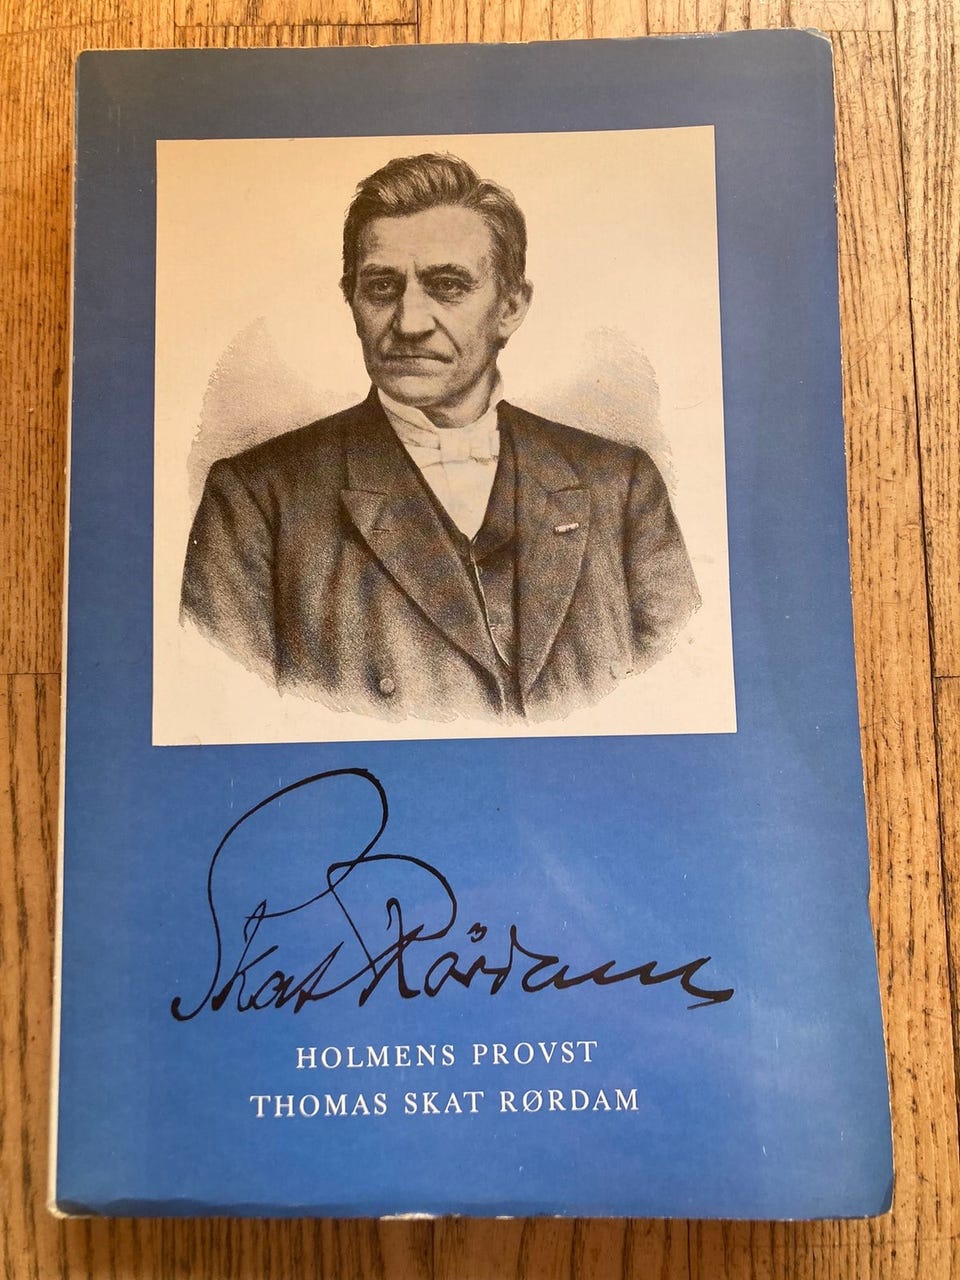 Skat Rørdam
HOLMENS PROVST
THOMAS SKAT RØRDAM